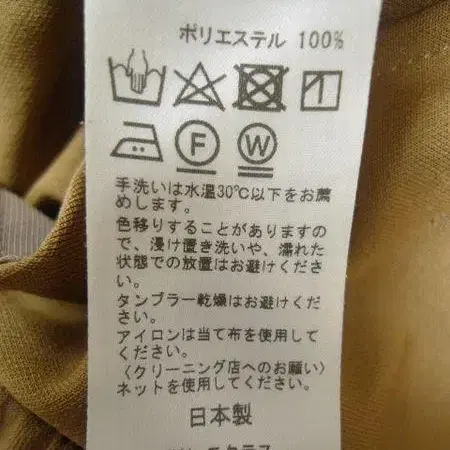 ポリエステル 100%
F
W
手洗いは水温30℃以下をお薦
めします。
色移りすることがありますの
で、浸け置き洗いや、濡れた
状態での放置はお避けくださ
い。
タンブラー乾燥はお避けくださ
い。
アイロンは当て布を使用して
ください。
〈クリーニング店へのお願い〉
ネットを使用してください。
日本製